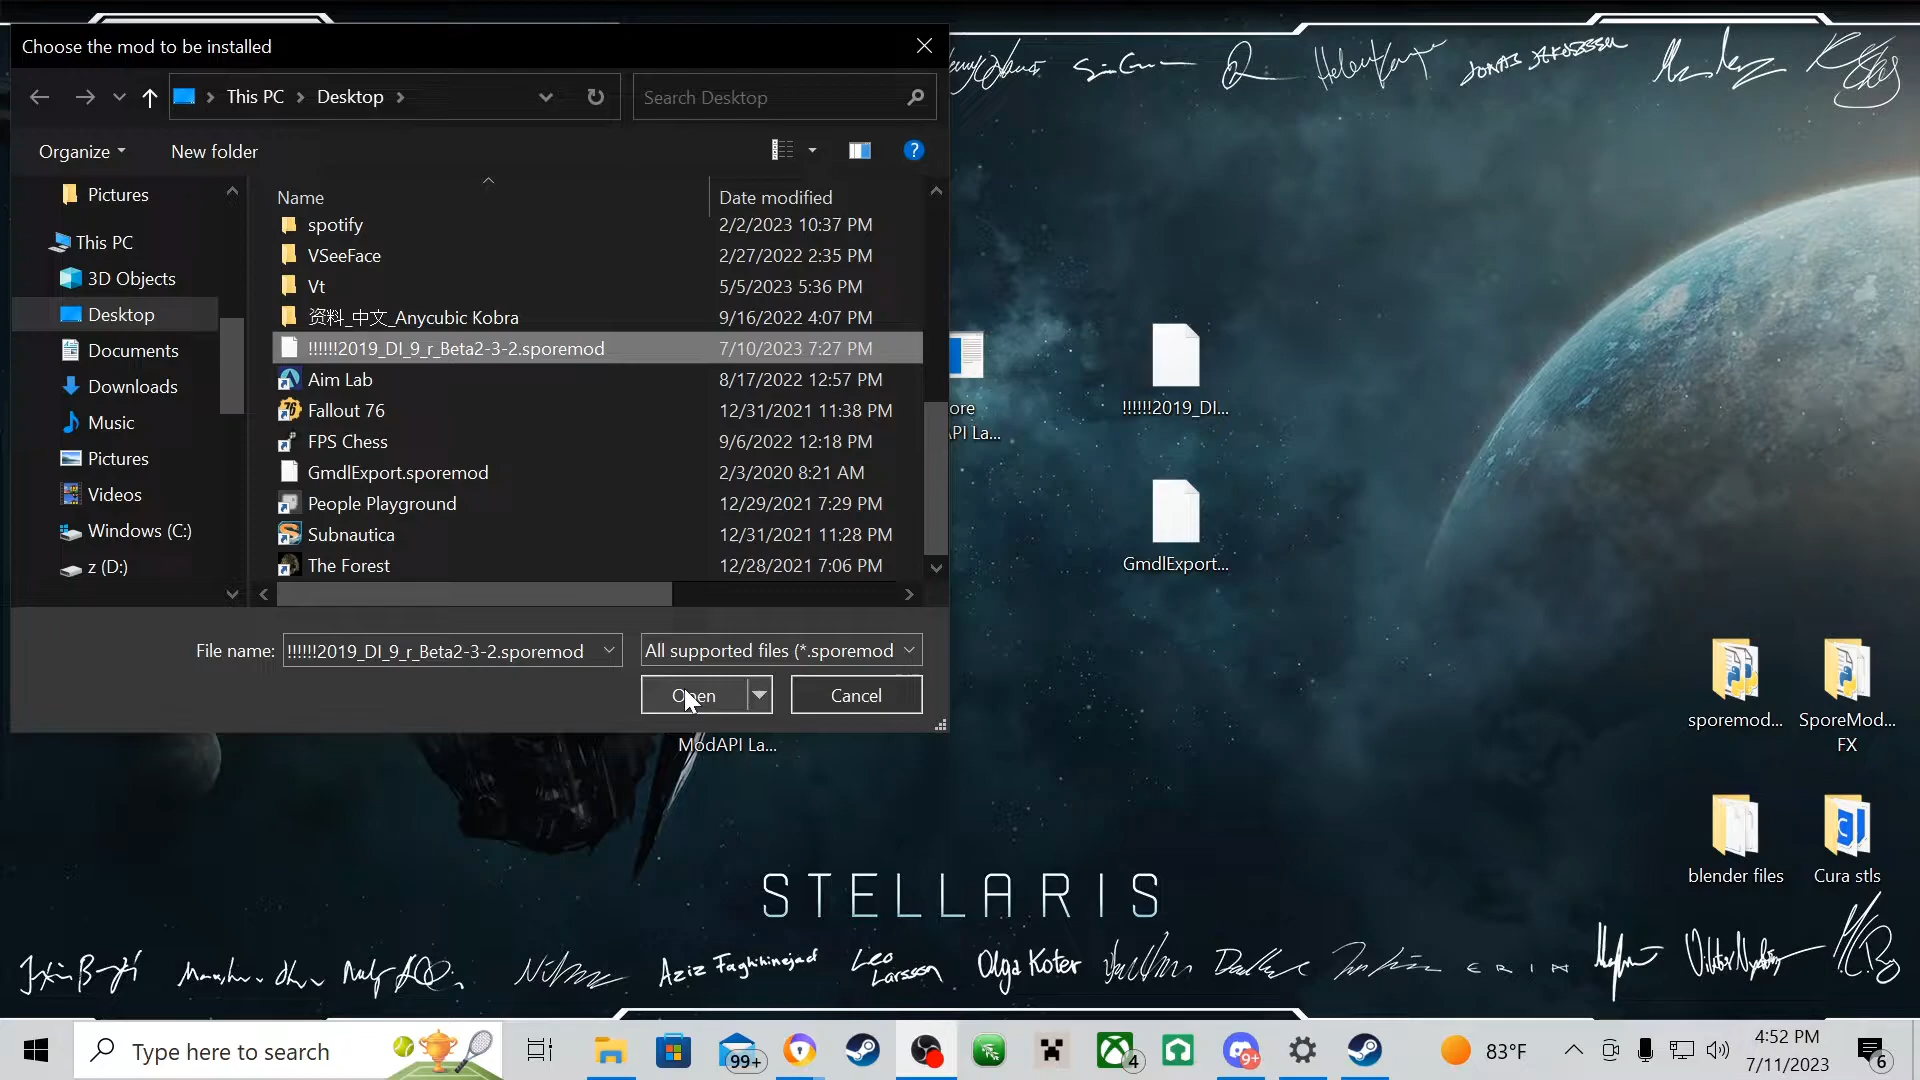 Choose the mod to be installed
This PC
Desktop
Search Desktop
Organize
New folder
Name
Date modified
Pictures
This PC
3D Objects
Desktop
Documents
Downloads
Music
Pictures
Videos
Windows (C:)
z (D:)
spotify 2/2/2023 10:37 PM
VSeeFace 2/27/2022 2:35 PM
Vt 5/5/2023 5:36 PM
资料_中文_Anycubic Kobra 9/16/2022 4:07 PM
!!!!!!2019_DI_9_r_Beta2-3-2.sporemod 7/10/2023 7:27 PM
Aim Lab 8/17/2022 12:57 PM
Fallout 76 12/31/2021 11:38 PM
FPS Chess 9/6/2022 12:18 PM
GmdlExport.sporemod 2/3/2020 8:21 AM
People Playground 12/29/2021 7:29 PM
Subnautica 12/31/2021 11:28 PM
The Forest 12/28/2021 7:06 PM
File name: !!!!!!2019_DI_9_r_Beta2-3-2.sporemod
All supported files (*.sporemod
Open
Cancel
ore
PI La...
!!!!!!2019_DI...
GmdlExport...
ModAPI La...
sporemod...
SporeMod...
FX
blender files
Cura stls
STELLARIS
Aziz Faghihinejad
Leo
Larsson
Olga Koter
ERIN
Type here to search
99+
4
9+
83°F
4:52 PM
7/11/2023
6